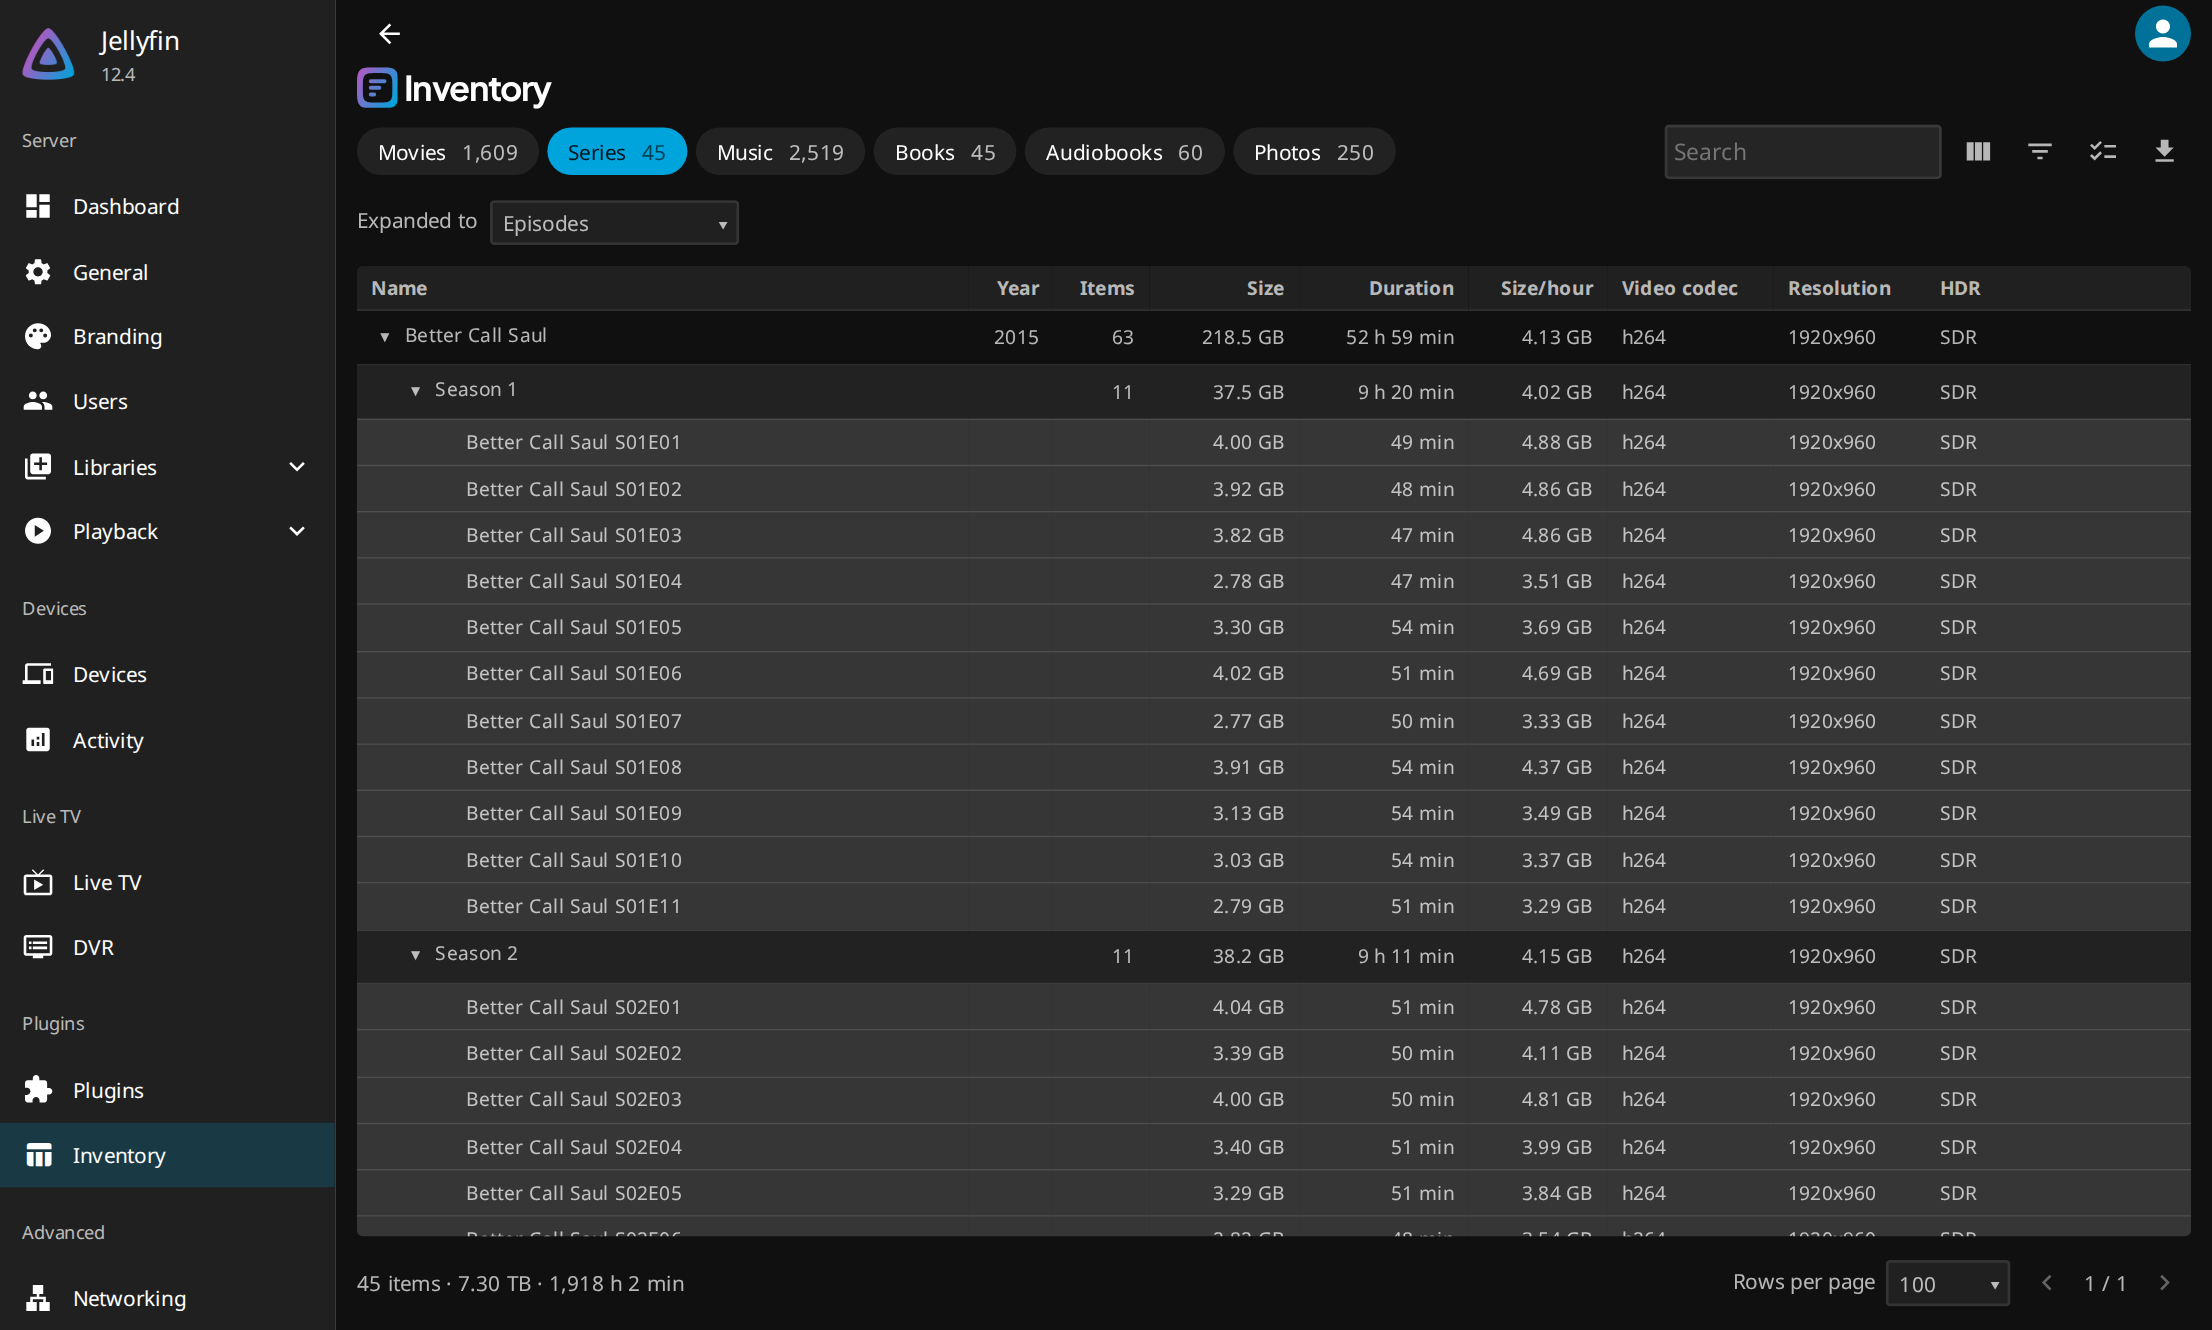 Jellyfin
12.4
Server
Dashboard
General
Branding
Users
Libraries
Playback
Devices
Devices
Activity
Live TV
Live TV
DVR
Plugins
Plugins
Inventory
Advanced
Networking
Inventory
Movies 1,609 Series 45 Music 2,519 Books 45 Audiobooks 60 Photos 250
Search
Expanded to Episodes
Name Year Items Size Duration Size/hour Video codec Resolution HDR
Better Call Saul 2015 63 218.5 GB 52 h 59 min 4.13 GB h264 1920x960 SDR
Season 1 11 37.5 GB 9 h 20 min 4.02 GB h264 1920x960 SDR
Better Call Saul S01E01 4.00 GB 49 min 4.88 GB h264 1920x960 SDR
Better Call Saul S01E02 3.92 GB 48 min 4.86 GB h264 1920x960 SDR
Better Call Saul S01E03 3.82 GB 47 min 4.86 GB h264 1920x960 SDR
Better Call Saul S01E04 2.78 GB 47 min 3.51 GB h264 1920x960 SDR
Better Call Saul S01E05 3.30 GB 54 min 3.69 GB h264 1920x960 SDR
Better Call Saul S01E06 4.02 GB 51 min 4.69 GB h264 1920x960 SDR
Better Call Saul S01E07 2.77 GB 50 min 3.33 GB h264 1920x960 SDR
Better Call Saul S01E08 3.91 GB 54 min 4.37 GB h264 1920x960 SDR
Better Call Saul S01E09 3.13 GB 54 min 3.49 GB h264 1920x960 SDR
Better Call Saul S01E10 3.03 GB 54 min 3.37 GB h264 1920x960 SDR
Better Call Saul S01E11 2.79 GB 51 min 3.29 GB h264 1920x960 SDR
Season 2 11 38.2 GB 9 h 11 min 4.15 GB h264 1920x960 SDR
Better Call Saul S02E01 4.04 GB 51 min 4.78 GB h264 1920x960 SDR
Better Call Saul S02E02 3.39 GB 50 min 4.11 GB h264 1920x960 SDR
Better Call Saul S02E03 4.00 GB 50 min 4.81 GB h264 1920x960 SDR
Better Call Saul S02E04 3.40 GB 51 min 3.99 GB h264 1920x960 SDR
Better Call Saul S02E05 3.29 GB 51 min 3.84 GB h264 1920x960 SDR
45 items · 7.30 TB · 1,918 h 2 min
Rows per page 100 1 / 1